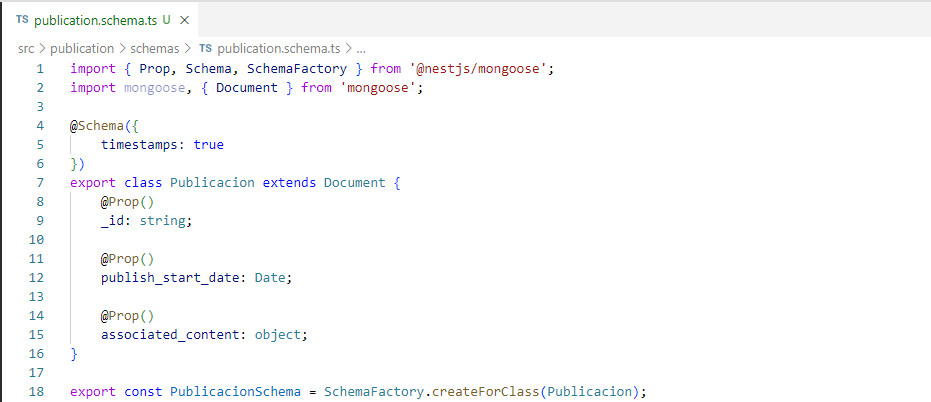 TS publication.schema.ts U ×
src > publication > schemas > TS publication.schema.ts > ...
1 import { Prop, Schema, SchemaFactory } from '@nestjs/mongoose';
2 import mongoose, { Document } from 'mongoose';
3
4 @Schema({
5     timestamps: true
6 })
7 export class Publicacion extends Document {
8     @Prop()
9     _id: string;
10
11     @Prop()
12     publish_start_date: Date;
13
14     @Prop()
15     associated_content: object;
16 }
17
18 export const PublicacionSchema = SchemaFactory.createForClass(Publicacion);